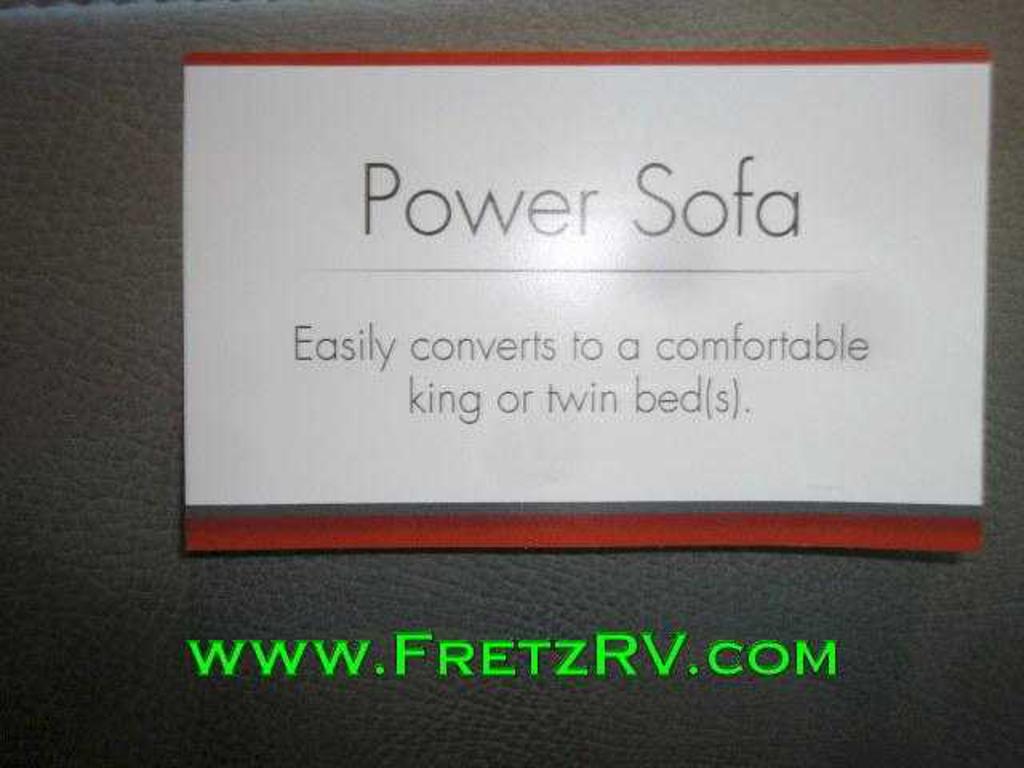 Power Sofa
Easily converts to a comfortable
king or twin bed(s).
www.FretzRV.com